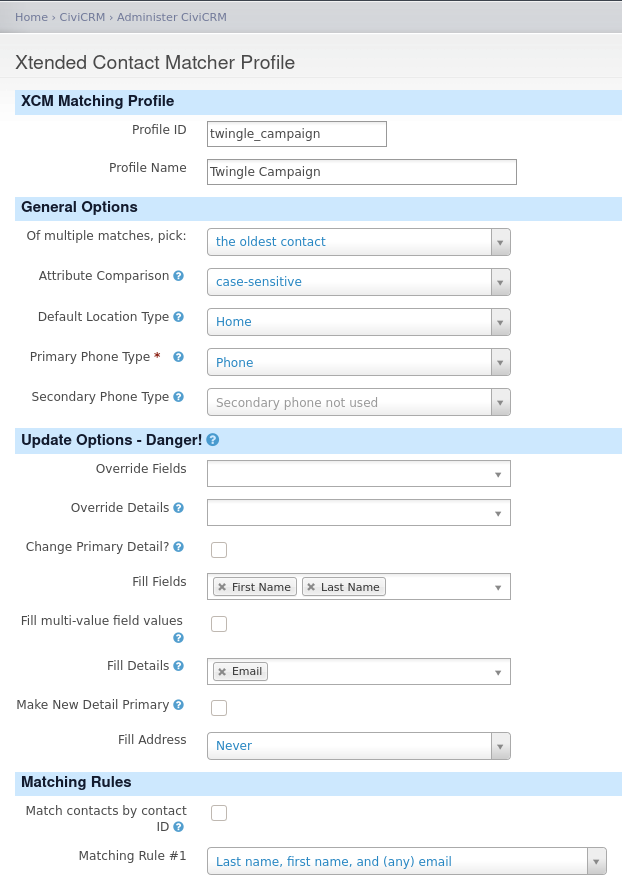 Home › CiviCRM › Administer CiviCRM
Xtended Contact Matcher Profile
XCM Matching Profile
Profile ID twingle_campaign
Profile Name Twingle Campaign
General Options
Of multiple matches, pick: the oldest contact
Attribute Comparison ? case-sensitive
Default Location Type ? Home
Primary Phone Type * ? Phone
Secondary Phone Type ? Secondary phone not used
Update Options - Danger! ?
Override Fields
Override Details ?
Change Primary Detail? ?
Fill Fields × First Name × Last Name
Fill multi-value field values
?
Fill Details ? × Email
Make New Detail Primary ?
Fill Address Never
Matching Rules
Match contacts by contact
ID ?
Matching Rule #1 Last name, first name, and (any) email